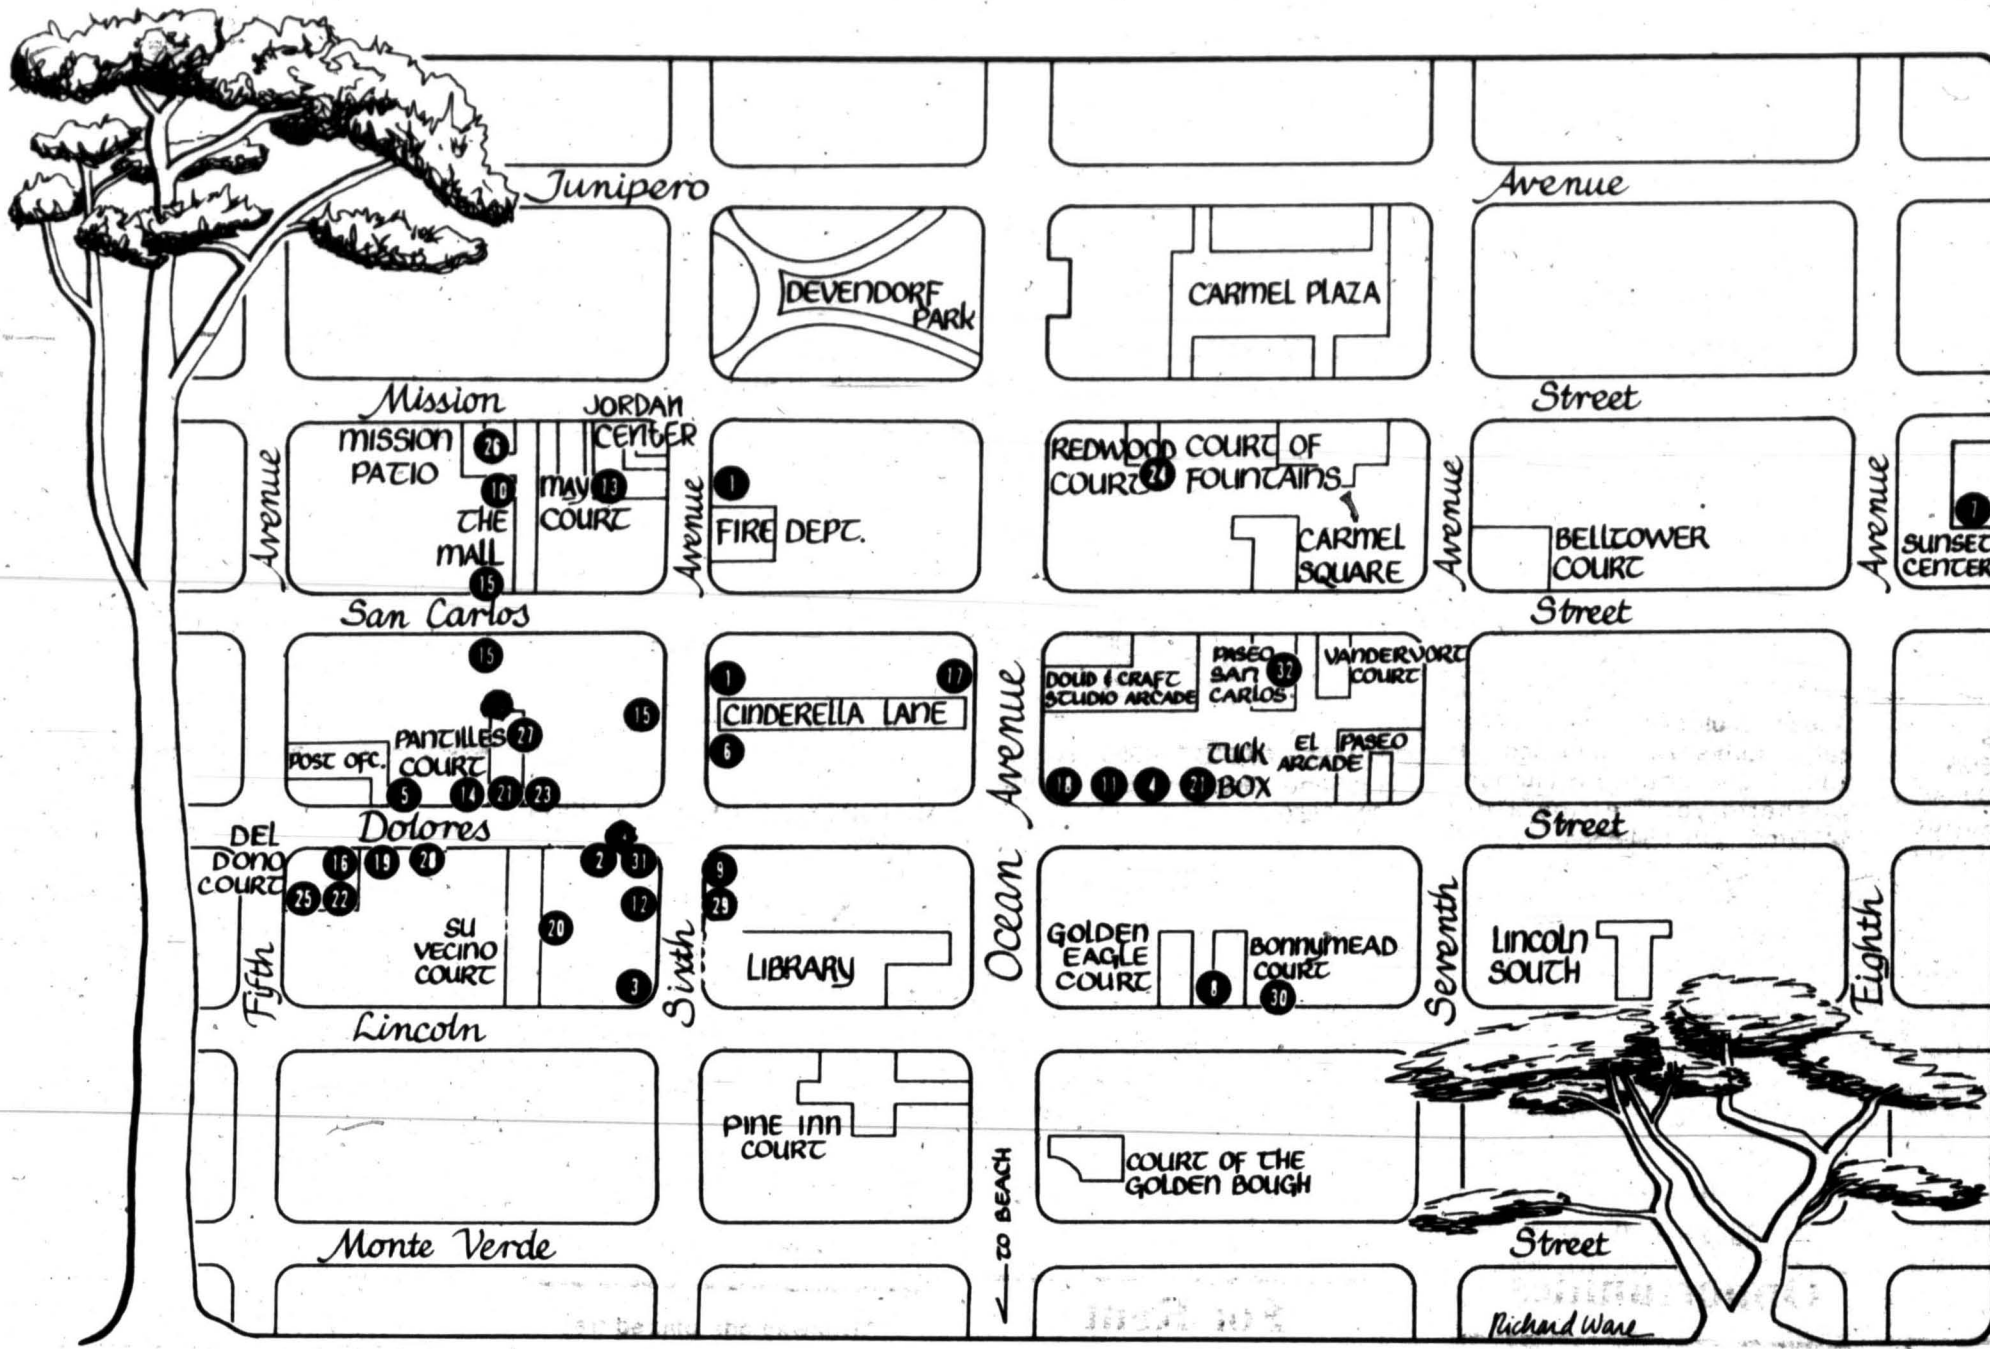 Junipero Avenue
DEVENDORF
PARK
CARMEL PLAZA
Mission Street
MISSION
PATIO
26
10
THE
MALL
15
MAY 13
COURT
JORDAN
CENTER
Avenue
Avenue
1
FIRE DEPT.
REDWOOD
COURT 24
COURT OF
FOUNTAINS
CARMEL
SQUARE
Avenue
BELLTOWER
COURT
Avenue
7
SUNSET
CENTER
San Carlos Street
15
15
PANTILLES 27
COURT
POST OFC.
5
14
21
23
1
17
CINDERELLA LANE
6
Avenue
DOUD & CRAFT
STUDIO ARCADE
PASEO
SAN 32
CARLOS
VANDERVORT
COURT
18
11
4
21
TUCK
BOX
EL PASEO
ARCADE
Dolores Street
DEL
DONO
COURT
16
19
28
25
22
2
31
12
20
3
SU
VECINO
COURT
Fifth
Sixth
9
29
LIBRARY
Ocean
GOLDEN
EAGLE
COURT
8
BONNYMEAD
COURT
30
Seventh
LINCOLN
SOUTH
Eighth
Lincoln
PINE INN
COURT
← TO BEACH
COURT OF THE
GOLDEN BOUGH
Monte Verde Street
Richard Ware